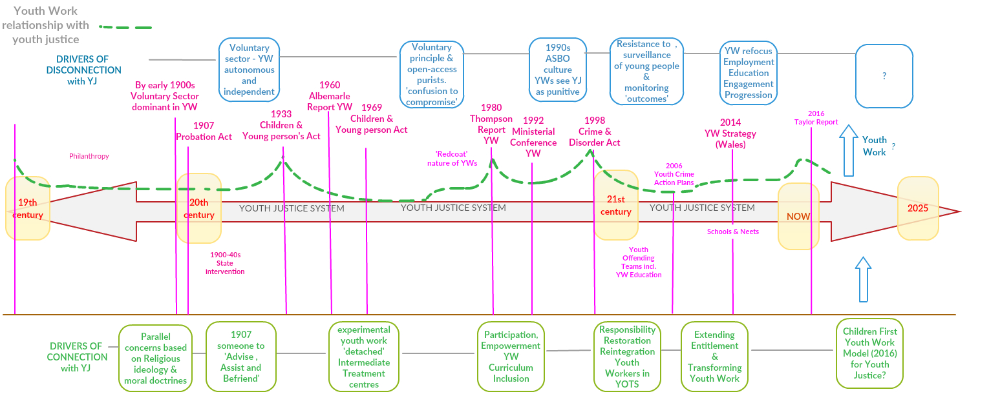 Youth Work
relationship with
youth justice
DRIVERS OF
DISCONNECTION
with YJ
Voluntary
sector - YW
autonomous
and
independent
Voluntary
principle &
open-access
purists.
'confusion to
compromise'
1990s
ASBO
culture
YWs see YJ
as punitive
Resistance to ,
surveillance
of young people
&
monitoring
'outcomes'
YW refocus
Employment
Education
Engagement
Progression
?
By early 1900s
Voluntary Sector
dominant in YW
1907
Probation Act
1933
Children &
Young person's Act
1960
Albemarle
Report YW
1969
Children &
Young person Act
1980
Thompson
Report
YW
1992
Ministerial
Conference
YW
1998
Crime &
Disorder Act
2014
YW Strategy
(Wales)
2016
Taylor Report
Youth
Work ?
Philanthropy
'Redcoat'
nature of YWs
2006
Youth Crime
Action Plans
19th
century
20th
century
YOUTH JUSTICE SYSTEM
YOUTH JUSTICE SYSTEM
21st
century
YOUTH JUSTICE SYSTEM
NOW
2025
Schools & Neets
1900-40s
State
intervention
Youth
Offending
Teams incl.
YW Education
DRIVERS OF
CONNECTION
with YJ
Parallel
concerns based
on Religious
ideology &
moral doctrines
1907
someone to
'Advise ,
Assist and
Befriend'
experimental
youth work
'detached'
Intermediate
Treatment
centres
Participation,
Empowerment
YW
Curriculum
Inclusion
Responsibility
Restoration
Reintegration
Youth
Workers in
YOTS
Extending
Entitlement
&
Transforming
Youth Work
Children First
Youth Work
Model (2016)
for Youth
Justice?